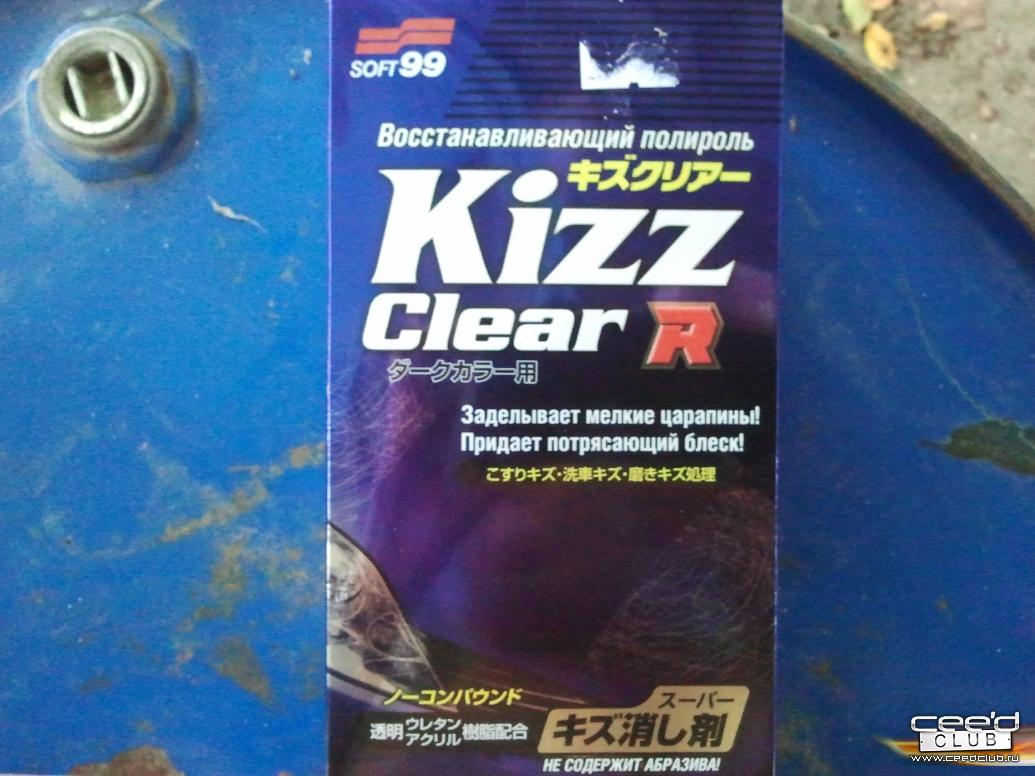 SOFT99
Восстанавливающий полироль
キズクリアー
Kizz
Clear R
ダークカラー用
Заделывает мелкие царапины!
Придает потрясающий блеск!
こすりキズ・洗車キズ・磨きキズ処理
ノーコンパウンド
透明ウレタンアクリル樹脂配合
スーパー
キズ消し剤
НЕ СОДЕРЖИТ АБРАЗИВА!
cee'd
CLUB
www.ceedclub.ru